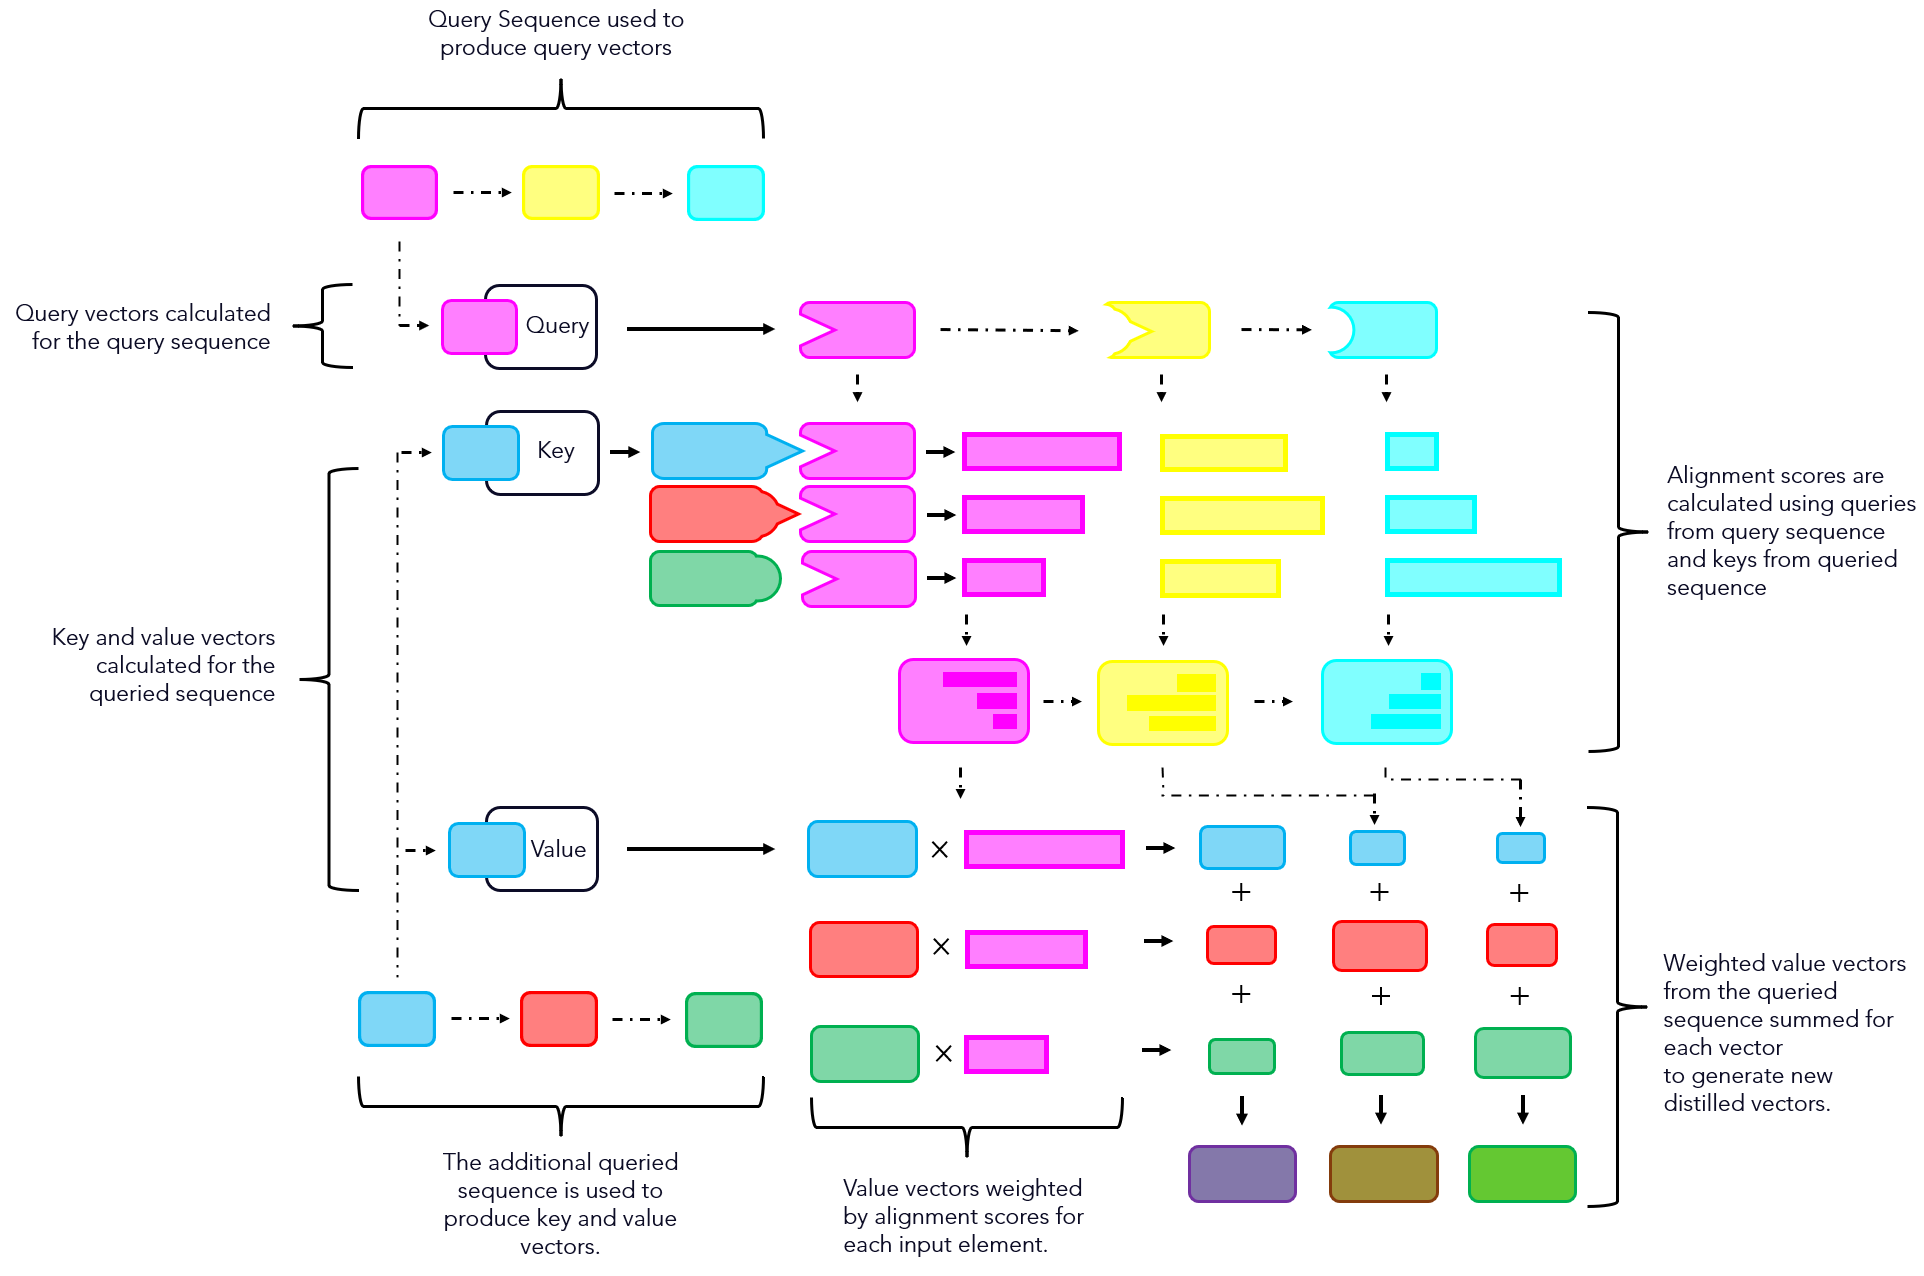 Query Sequence used to
produce query vectors
Query vectors calculated
for the query sequence
Query
Key
Alignment scores are
calculated using queries
from query sequence
and keys from queried
sequence
Key and value vectors
calculated for the
queried sequence
Value
×
+
+
+
×
+
+
+
×
Weighted value vectors
from the queried
sequence summed for
each vector
to generate new
distilled vectors.
The additional queried
sequence is used to
produce key and value
vectors.
Value vectors weighted
by alignment scores for
each input element.